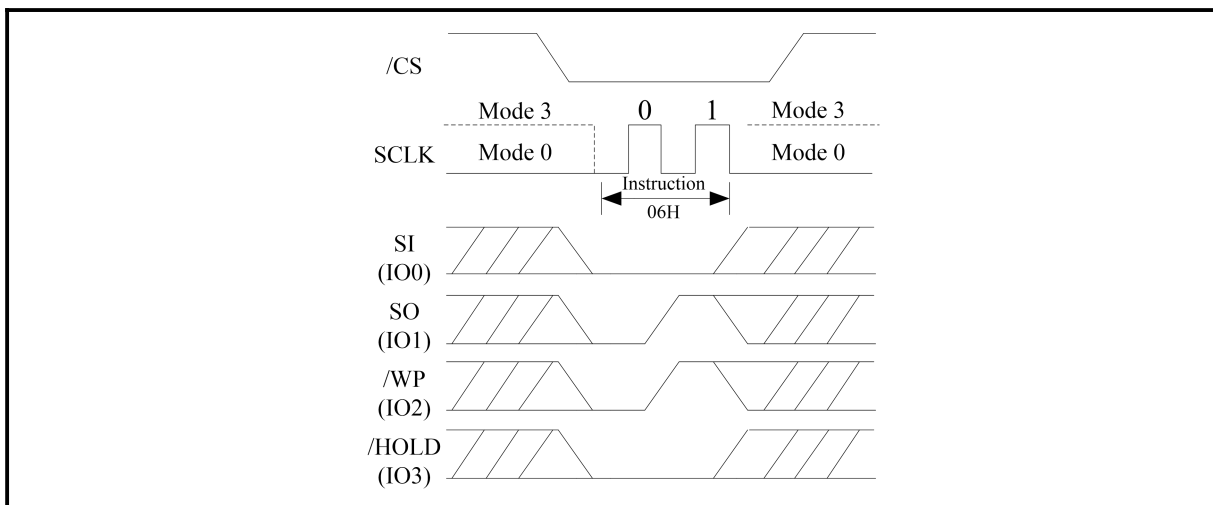 /CS
Mode 3 0 1 Mode 3
SCLK Mode 0 Mode 0
Instruction
06H
SI
(IO0)
SO
(IO1)
/WP
(IO2)
/HOLD
(IO3)